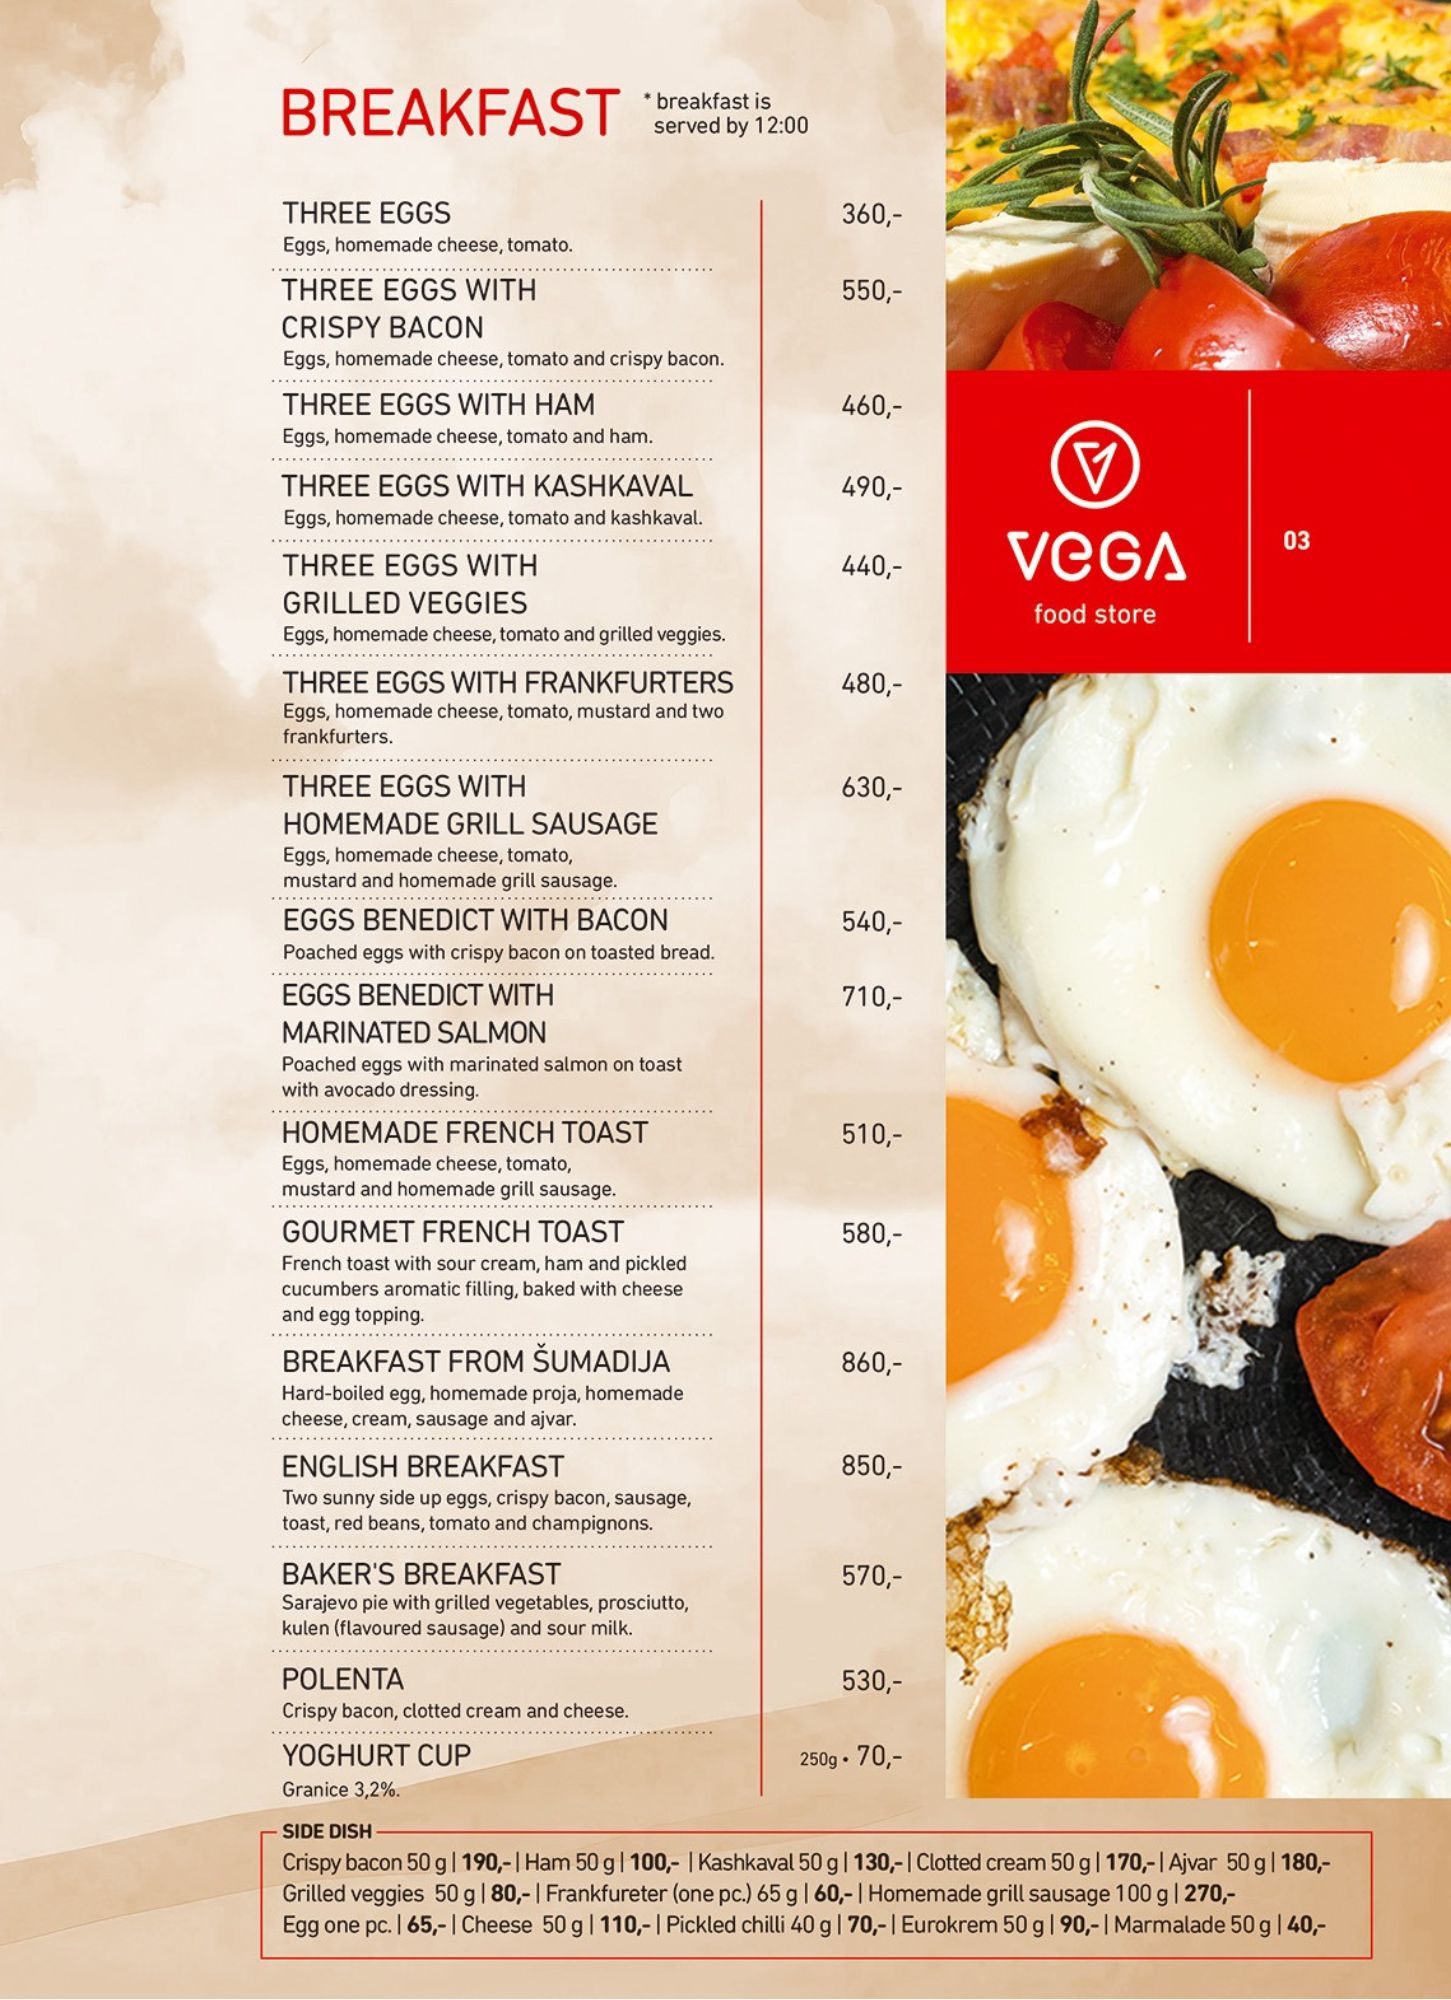 BREAKFAST
* breakfast is
served by 12:00
THREE EGGS 360,-
Eggs, homemade cheese, tomato.
THREE EGGS WITH 550,-
CRISPY BACON
Eggs, homemade cheese, tomato and crispy bacon.
THREE EGGS WITH HAM 460,-
Eggs, homemade cheese, tomato and ham.
THREE EGGS WITH KASHKAVAL 490,-
Eggs, homemade cheese, tomato and kashkaval.
THREE EGGS WITH 440,-
GRILLED VEGGIES
Eggs, homemade cheese, tomato and grilled veggies.
THREE EGGS WITH FRANKFURTERS 480,-
Eggs, homemade cheese, tomato, mustard and two
frankfurters.
THREE EGGS WITH 630,-
HOMEMADE GRILL SAUSAGE
Eggs, homemade cheese, tomato,
mustard and homemade grill sausage.
EGGS BENEDICT WITH BACON 540,-
Poached eggs with crispy bacon on toasted bread.
EGGS BENEDICT WITH 710,-
MARINATED SALMON
Poached eggs with marinated salmon on toast
with avocado dressing.
HOMEMADE FRENCH TOAST 510,-
Eggs, homemade cheese, tomato,
mustard and homemade grill sausage.
GOURMET FRENCH TOAST 580,-
French toast with sour cream, ham and pickled
cucumbers aromatic filling, baked with cheese
and egg topping.
BREAKFAST FROM ŠUMADIJA 860,-
Hard-boiled egg, homemade proja, homemade
cheese, cream, sausage and ajvar.
ENGLISH BREAKFAST 850,-
Two sunny side up eggs, crispy bacon, sausage,
toast, red beans, tomato and champignons.
BAKER'S BREAKFAST 570,-
Sarajevo pie with grilled vegetables, prosciutto,
kulen (flavoured sausage) and sour milk.
POLENTA 530,-
Crispy bacon, clotted cream and cheese.
YOGHURT CUP 250g • 70,-
Granice 3,2%.
SIDE DISH
Crispy bacon 50 g | 190,- | Ham 50 g | 100,- | Kashkaval 50 g | 130,- | Clotted cream 50 g | 170,- | Ajvar 50 g | 180,-
Grilled veggies 50 g | 80,- | Frankfureter (one pc.) 65 g | 60,- | Homemade grill sausage 100 g | 270,-
Egg one pc. | 65,- | Cheese 50 g | 110,- | Pickled chilli 40 g | 70,- | Eurokrem 50 g | 90,- | Marmalade 50 g | 40,-
VEGA
food store
03